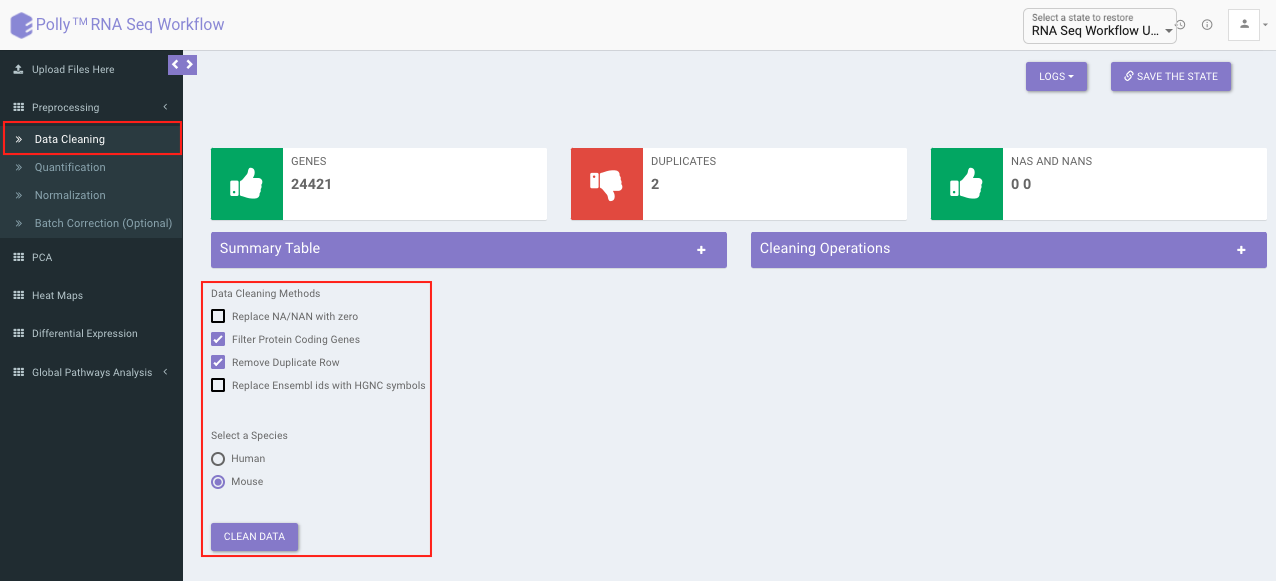 Polly™RNA Seq Workflow
Select a state to restore
RNA Seq Workflow U...
Upload Files Here
Preprocessing
Data Cleaning
Quantification
Normalization
Batch Correction (Optional)
PCA
Heat Maps
Differential Expression
Global Pathways Analysis
LOGS
SAVE THE STATE
GENES
24421
DUPLICATES
2
NAS AND NANS
0 0
Summary Table
Cleaning Operations
Data Cleaning Methods
Replace NA/NAN with zero
Filter Protein Coding Genes
Remove Duplicate Row
Replace Ensembl ids with HGNC symbols
Select a Species
Human
Mouse
CLEAN DATA